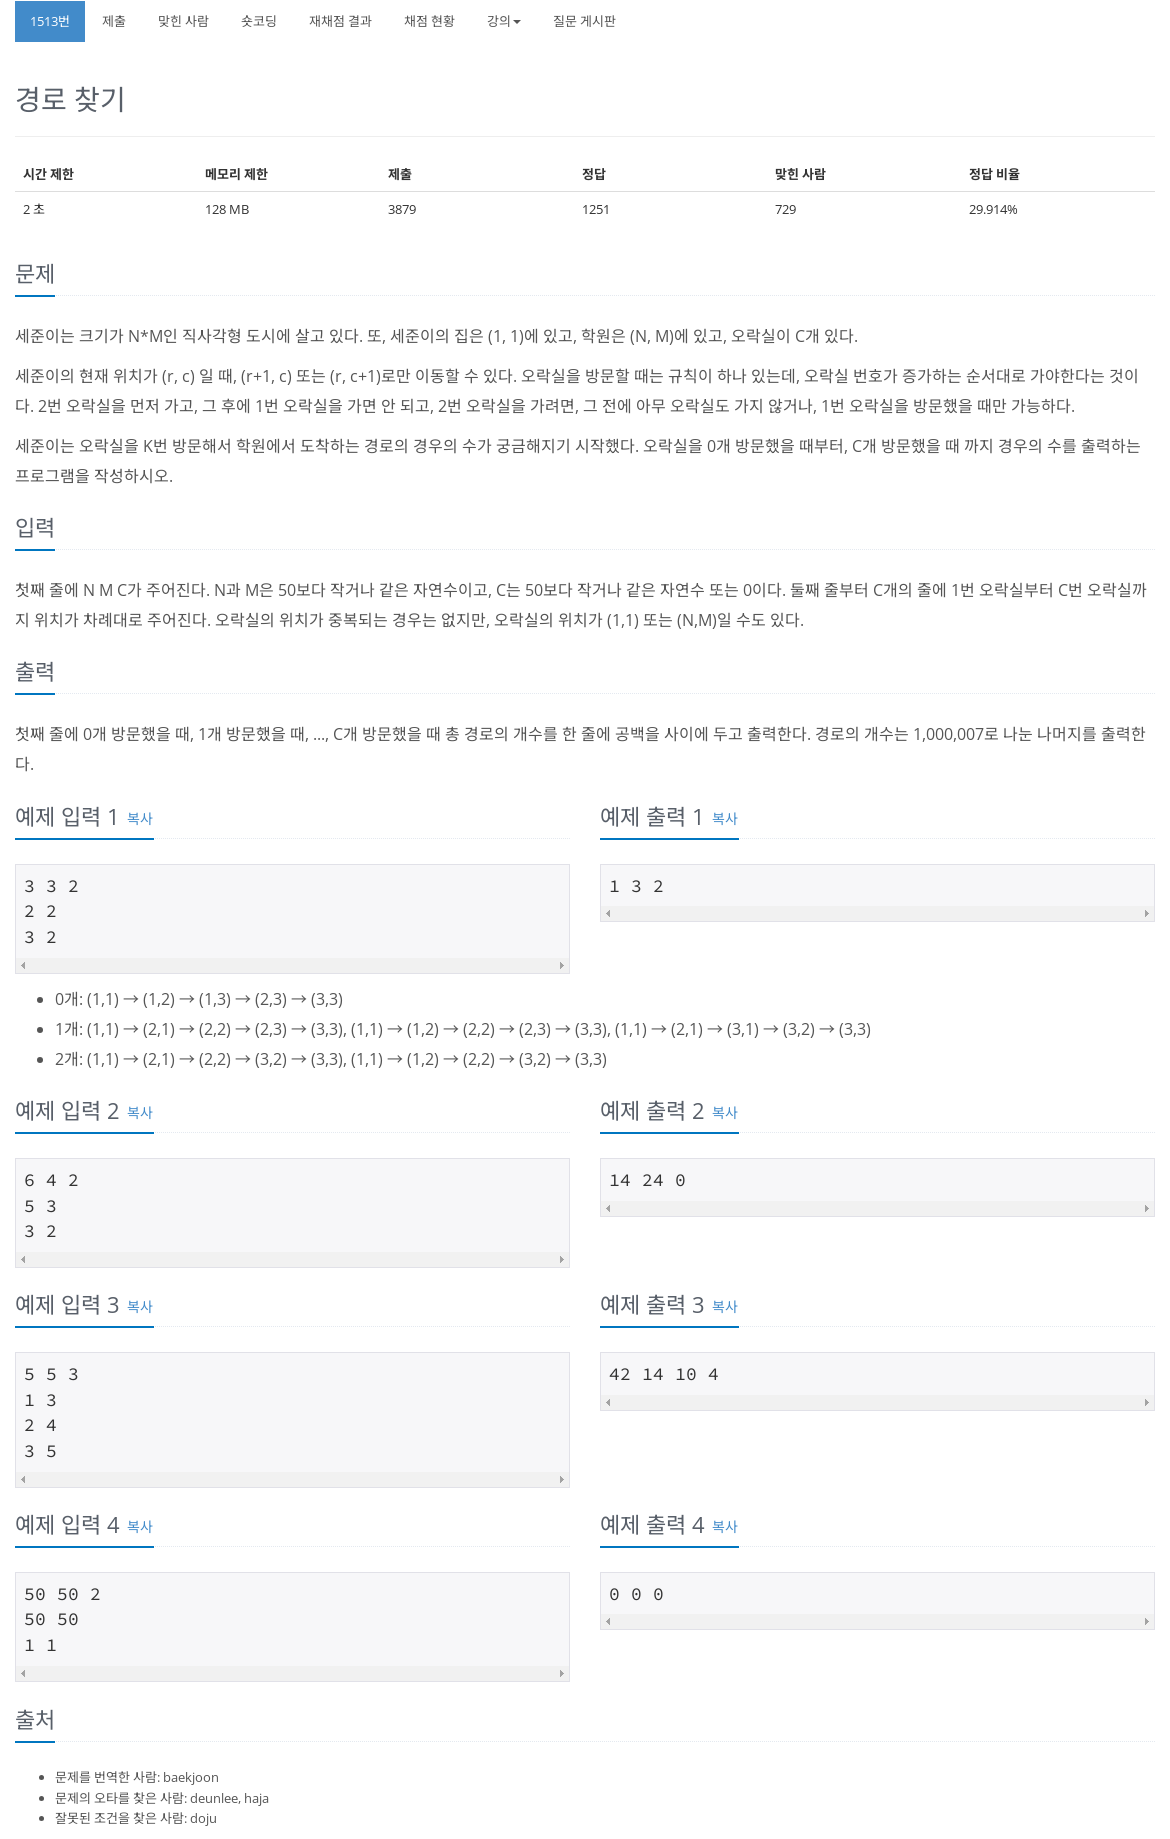 1513번 제출 맞힌 사람 숏코딩 재채점 결과 채점 현황 강의 질문 게시판
경로 찾기
시간 제한 메모리 제한 제출 정답 맞힌 사람 정답 비율
2 초 128 MB 3879 1251 729 29.914%
문제
세준이는 크기가 N*M인 직사각형 도시에 살고 있다. 또, 세준이의 집은 (1, 1)에 있고, 학원은 (N, M)에 있고, 오락실이 C개 있다.
세준이의 현재 위치가 (r, c) 일 때, (r+1, c) 또는 (r, c+1)로만 이동할 수 있다. 오락실을 방문할 때는 규칙이 하나 있는데, 오락실 번호가 증가하는 순서대로 가야한다는 것이
다. 2번 오락실을 먼저 가고, 그 후에 1번 오락실을 가면 안 되고, 2번 오락실을 가려면, 그 전에 아무 오락실도 가지 않거나, 1번 오락실을 방문했을 때만 가능하다.
세준이는 오락실을 K번 방문해서 학원에서 도착하는 경로의 경우의 수가 궁금해지기 시작했다. 오락실을 0개 방문했을 때부터, C개 방문했을 때 까지 경우의 수를 출력하는
프로그램을 작성하시오.
입력
첫째 줄에 N M C가 주어진다. N과 M은 50보다 작거나 같은 자연수이고, C는 50보다 작거나 같은 자연수 또는 0이다. 둘째 줄부터 C개의 줄에 1번 오락실부터 C번 오락실까
지 위치가 차례대로 주어진다. 오락실의 위치가 중복되는 경우는 없지만, 오락실의 위치가 (1,1) 또는 (N,M)일 수도 있다.
출력
첫째 줄에 0개 방문했을 때, 1개 방문했을 때, ..., C개 방문했을 때 총 경로의 개수를 한 줄에 공백을 사이에 두고 출력한다. 경로의 개수는 1,000,007로 나눈 나머지를 출력한
다.
예제 입력 1 복사
3 3 2
2 2
3 2
예제 출력 1 복사
1 3 2
0개: (1,1) → (1,2) → (1,3) → (2,3) → (3,3)
1개: (1,1) → (2,1) → (2,2) → (2,3) → (3,3), (1,1) → (1,2) → (2,2) → (2,3) → (3,3), (1,1) → (2,1) → (3,1) → (3,2) → (3,3)
2개: (1,1) → (2,1) → (2,2) → (3,2) → (3,3), (1,1) → (1,2) → (2,2) → (3,2) → (3,3)
예제 입력 2 복사
6 4 2
5 3
3 2
예제 출력 2 복사
14 24 0
예제 입력 3 복사
5 5 3
1 3
2 4
3 5
예제 출력 3 복사
42 14 10 4
예제 입력 4 복사
50 50 2
50 50
1 1
예제 출력 4 복사
0 0 0
출처
문제를 번역한 사람: baekjoon
문제의 오타를 찾은 사람: deunlee, haja
잘못된 조건을 찾은 사람: doju